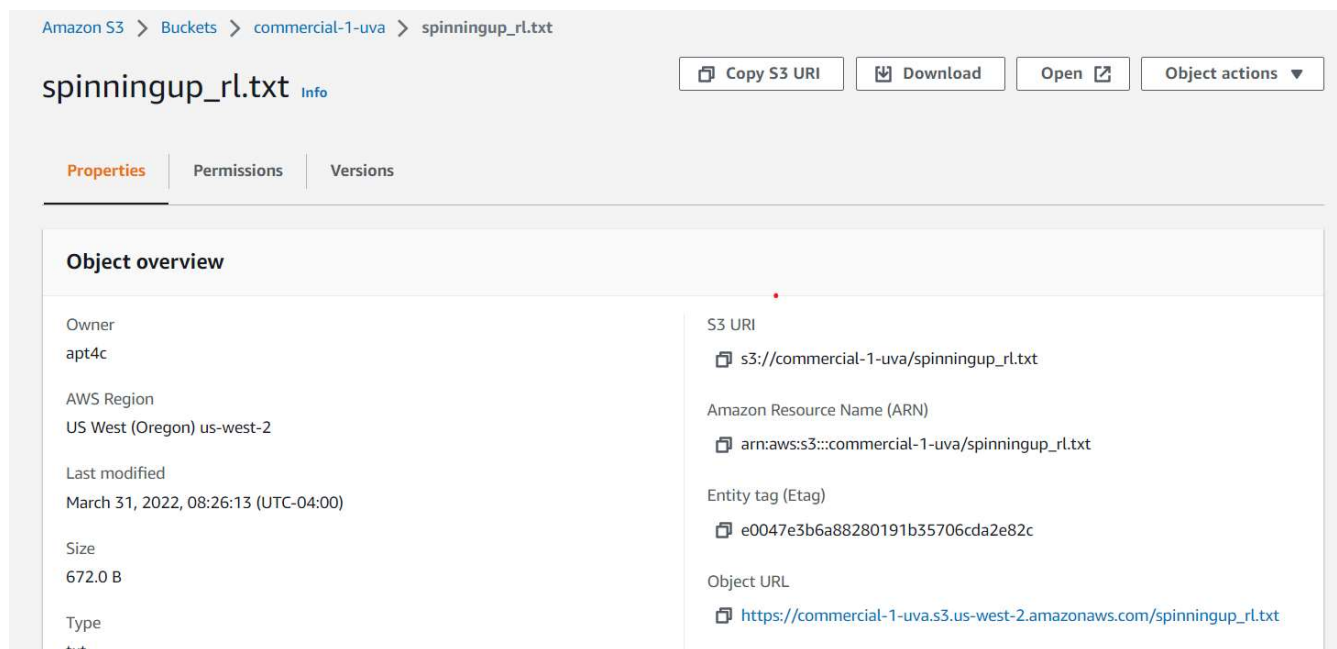 Amazon S3 > Buckets > commercial-1-uva > spinningup_rl.txt
spinningup_rl.txt Info
Copy S3 URI
Download
Open
Object actions
Properties
Permissions
Versions
Object overview
Owner
apt4c
AWS Region
US West (Oregon) us-west-2
Last modified
March 31, 2022, 08:26:13 (UTC-04:00)
Size
672.0 B
Type
S3 URI
s3://commercial-1-uva/spinningup_rl.txt
Amazon Resource Name (ARN)
arn:aws:s3:::commercial-1-uva/spinningup_rl.txt
Entity tag (Etag)
e0047e3b6a88280191b35706cda2e82c
Object URL
https://commercial-1-uva.s3.us-west-2.amazonaws.com/spinningup_rl.txt